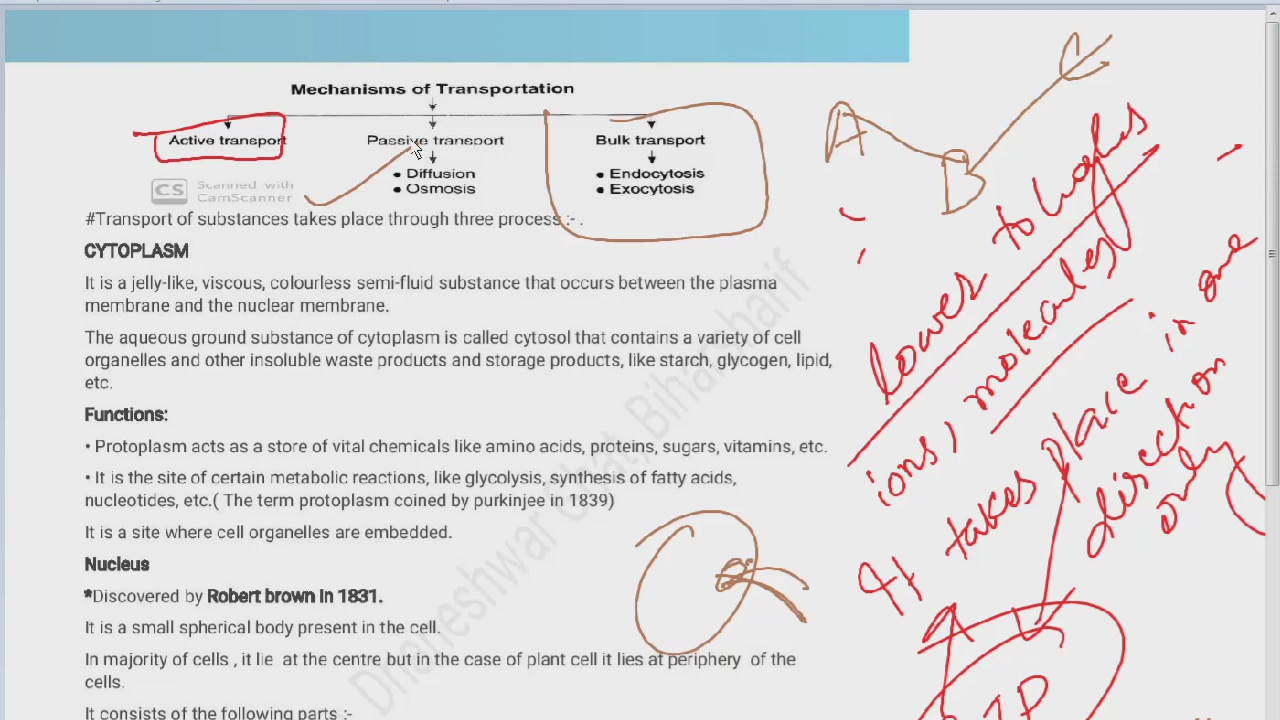 Mechanisms of Transportation
Active transport
Passive transport
Bulk transport
• Diffusion
• Osmosis
• Endocytosis
• Exocytosis
CS Scanned with
CamScanner
#Transport of substances takes place through three process :- .
CYTOPLASM
It is a jelly-like, viscous, colourless semi-fluid substance that occurs between the plasma
membrane and the nuclear membrane.
The aqueous ground substance of cytoplasm is called cytosol that contains a variety of cell
organelles and other insoluble waste products and storage products, like starch, glycogen, lipid,
etc.
Functions:
• Protoplasm acts as a store of vital chemicals like amino acids, proteins, sugars, vitamins, etc.
• It is the site of certain metabolic reactions, like glycolysis, synthesis of fatty acids,
nucleotides, etc.( The term protoplasm coined by purkinjee in 1839)
It is a site where cell organelles are embedded.
Nucleus
*Discovered by Robert brown in 1831.
It is a small spherical body present in the cell.
In majority of cells , it lie at the centre but in the case of plant cell it lies at periphery of the
cells.
It consists of the following parts :-
A
B
C
lower to higher
ions, molecules
It takes place in one
direction
only
Dhaneshwar Ghat, Biharsharif